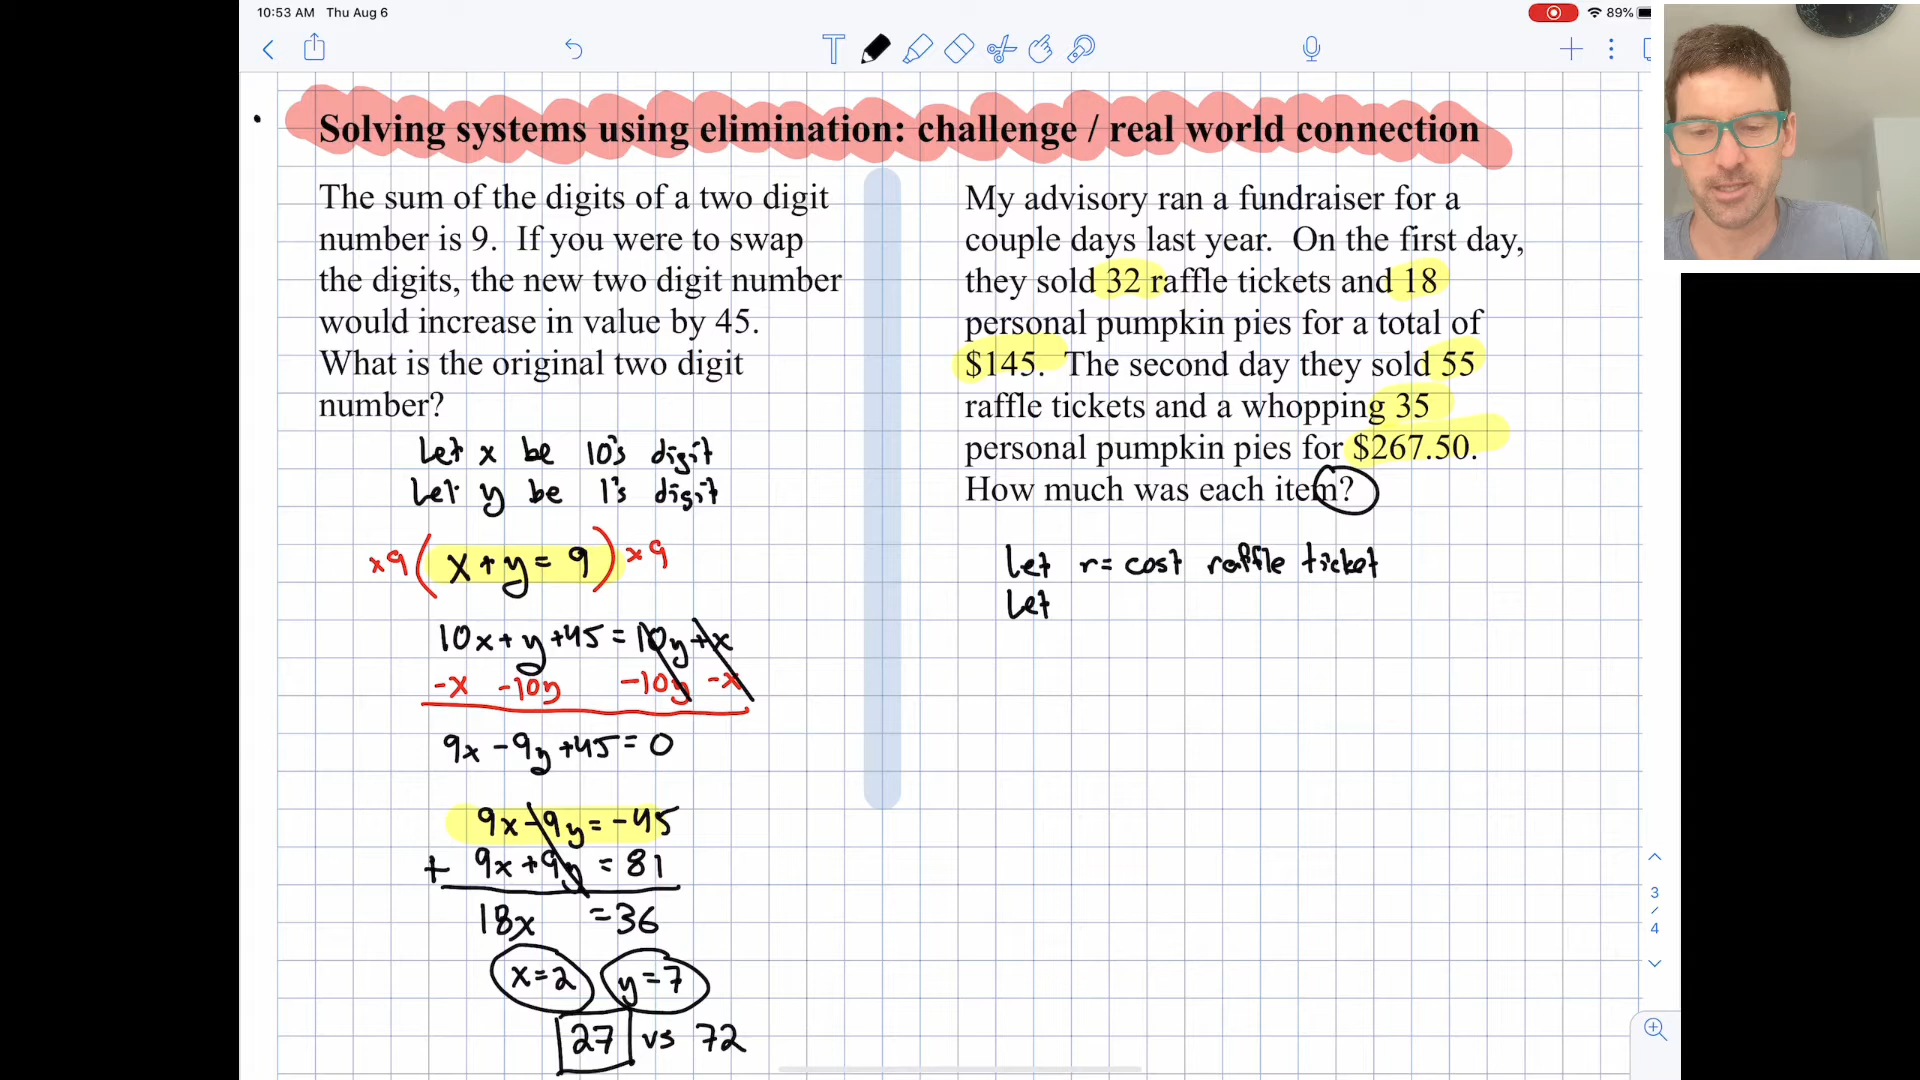 10:53 AM Thu Aug 6
89%
Solving systems using elimination: challenge / real world connection
The sum of the digits of a two digit
number is 9. If you were to swap
the digits, the new two digit number
would increase in value by 45.
What is the original two digit
number?
Let x be 10's digit
Let y be 1's digit
×9 ( x + y = 9 ) ×9
10x + y + 45 = 10y + x
-x -10y -10y -x
9x - 9y + 45 = 0
9x - 9y = -45
+ 9x + 9y = 81
18x = 36
x = 2 y = 7
27 vs 72
My advisory ran a fundraiser for a
couple days last year. On the first day,
they sold 32 raffle tickets and 18
personal pumpkin pies for a total of
$145. The second day they sold 55
raffle tickets and a whopping 35
personal pumpkin pies for $267.50.
How much was each item?
Let r = cost raffle ticket
Let
3
/
4